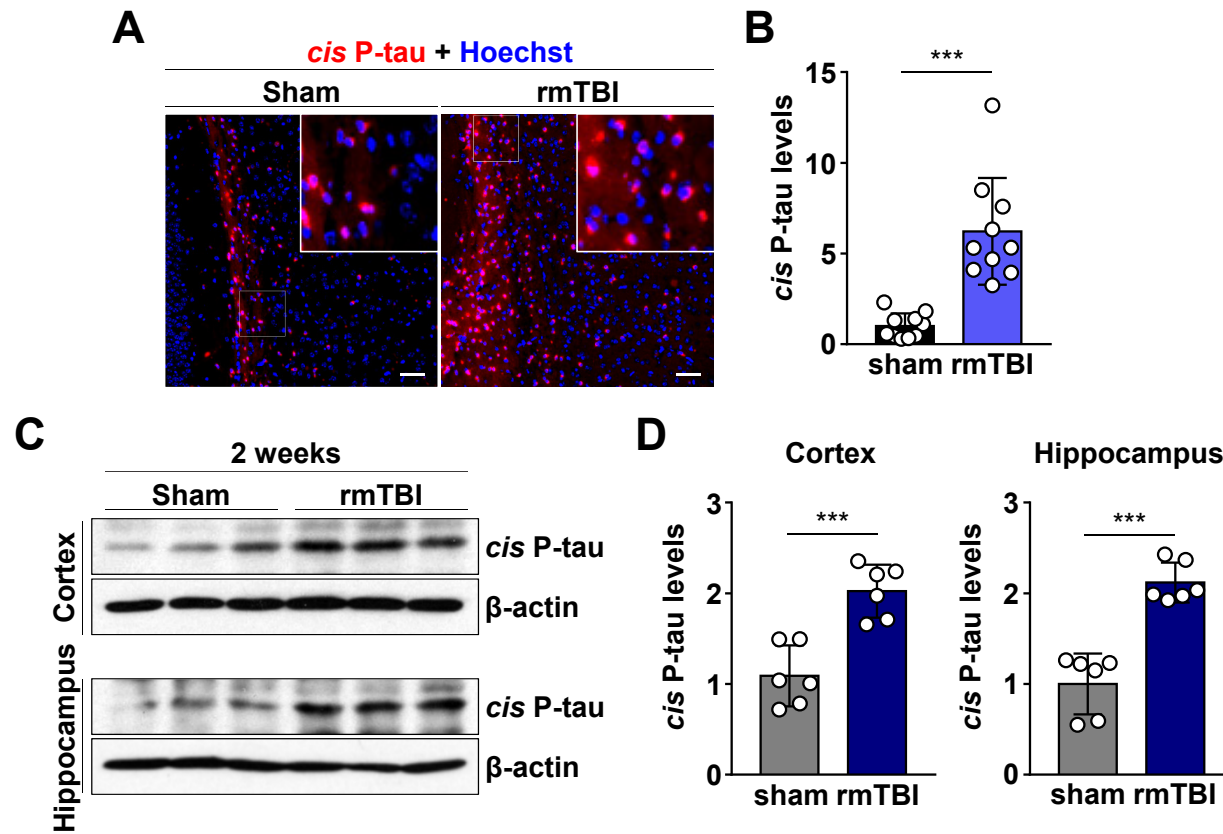 A
cis P-tau + Hoechst
Sham
rmTBI
B
***
15
10
5
0
cis P-tau levels
sham rmTBI
C
2 weeks
Sham
rmTBI
Cortex
cis P-tau
β-actin
Hippocampus
cis P-tau
β-actin
D
Cortex
***
3
2
1
0
cis P-tau levels
sham rmTBI
Hippocampus
***
3
2
1
0
cis P-tau levels
sham rmTBI